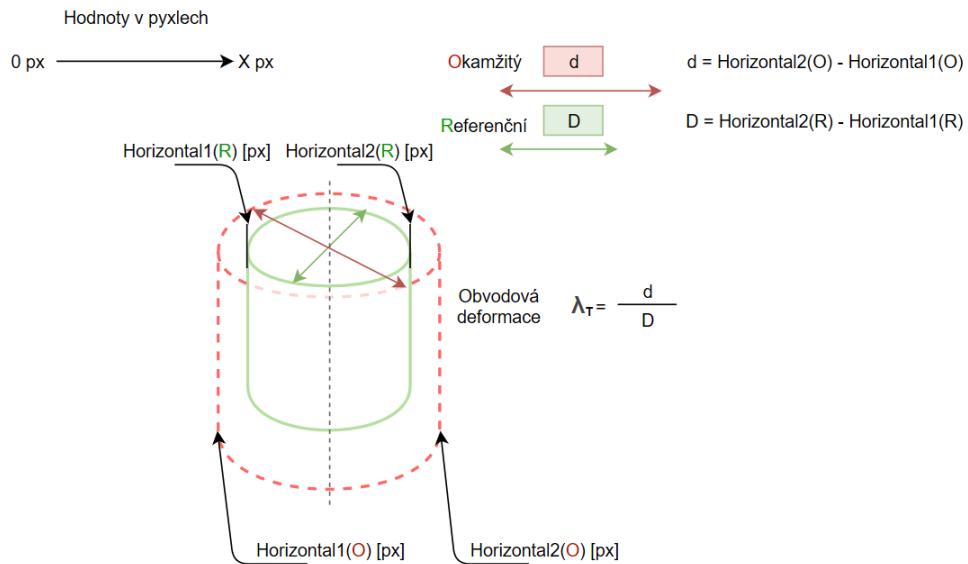 Hodnoty v pyxlech
0 px
X px
Okamžitý
d
d = Horizontal2(O) - Horizontal1(O)
Referenční
D
D = Horizontal2(R) - Horizontal1(R)
Horizontal1(R) [px]
Horizontal2(R) [px]
Obvodová
deformace
λT = d
D
Horizontal1(O) [px]
Horizontal2(O) [px]